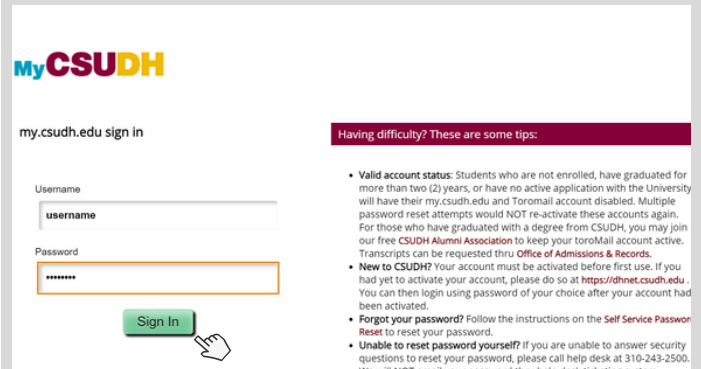 MyCSUDH
my.csudh.edu sign in
Username
username
Password
••••••••
Sign In
Having difficulty? These are some tips:
• Valid account status: Students who are not enrolled, have graduated for
more than two (2) years, or have no active application with the University
will have their my.csudh.edu and Toromail account disabled. Multiple
password reset attempts would NOT re-activate these accounts again.
For those who have graduated with a degree from CSUDH, you may join
our free CSUDH Alumni Association to keep your toroMail account active.
Transcripts can be requested thru Office of Admissions & Records.
• New to CSUDH? Your account must be activated before first use. If you
had yet to activate your account, please do so at https://dhnet.csudh.edu .
You can then login using password of your choice after your account had
been activated.
• Forgot your password? Follow the instructions on the Self Service Password
Reset to reset your password.
• Unable to reset password yourself? If you are unable to answer security
questions to reset your password, please call help desk at 310-243-2500.